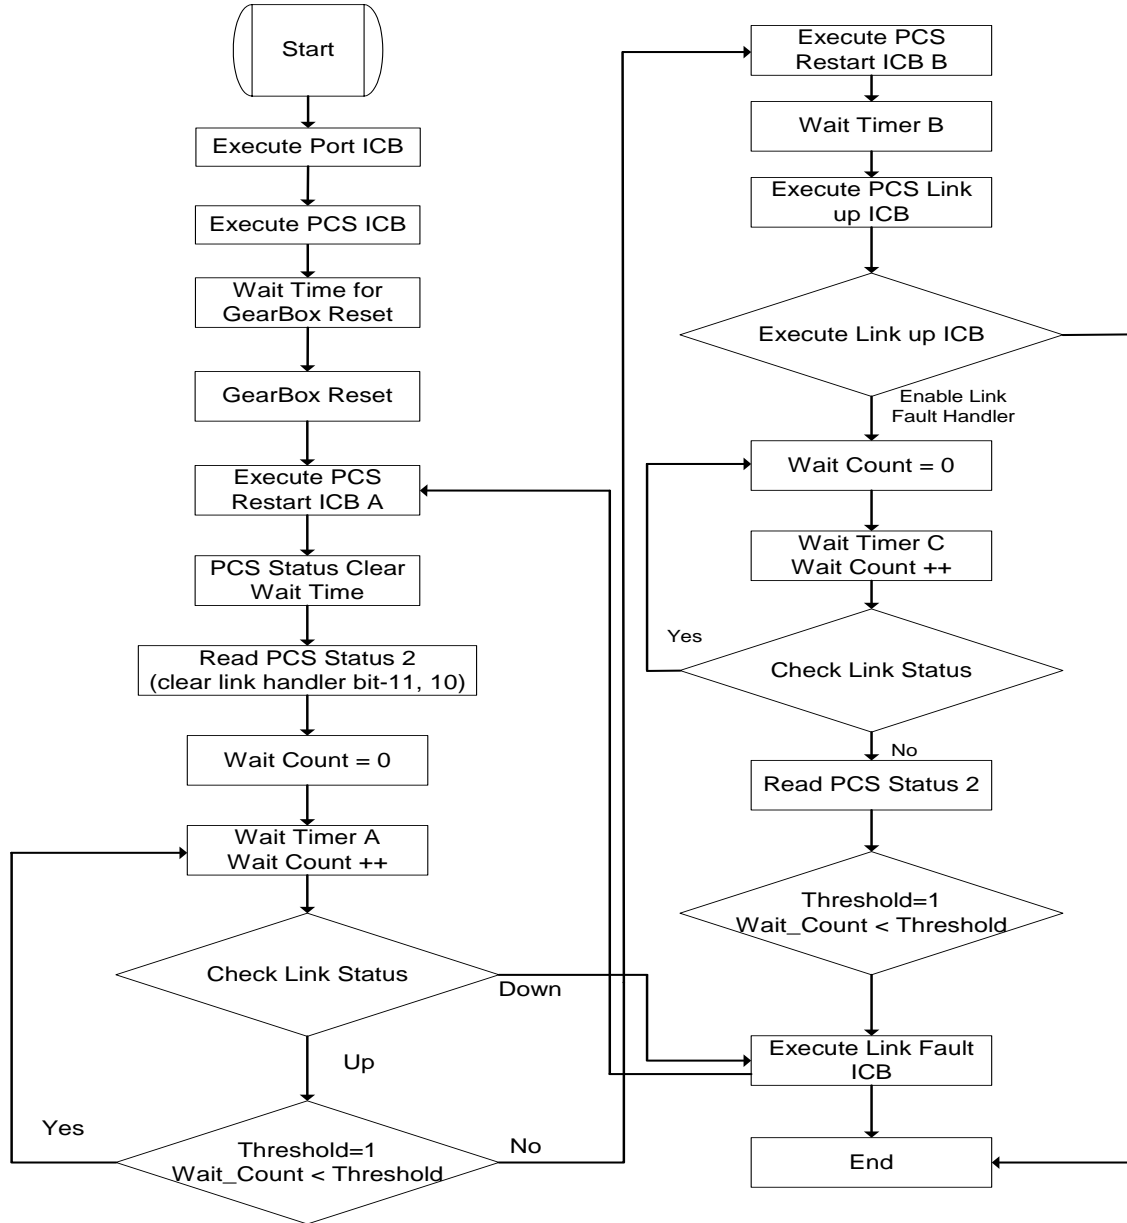 Start
Execute Port ICB
Execute PCS ICB
Wait Time for
GearBox Reset
GearBox Reset
Execute PCS
Restart ICB A
PCS Status Clear
Wait Time
Read PCS Status 2
(clear link handler bit-11, 10)
Wait Count = 0
Wait Timer A
Wait Count ++
Check Link Status
Down
Up
Yes
Threshold=1
Wait_Count < Threshold
No
Execute PCS
Restart ICB B
Wait Timer B
Execute PCS Link
up ICB
Execute Link up ICB
Enable Link
Fault Handler
Wait Count = 0
Wait Timer C
Wait Count ++
Yes
Check Link Status
No
Read PCS Status 2
Threshold=1
Wait_Count < Threshold
Execute Link Fault
ICB
End